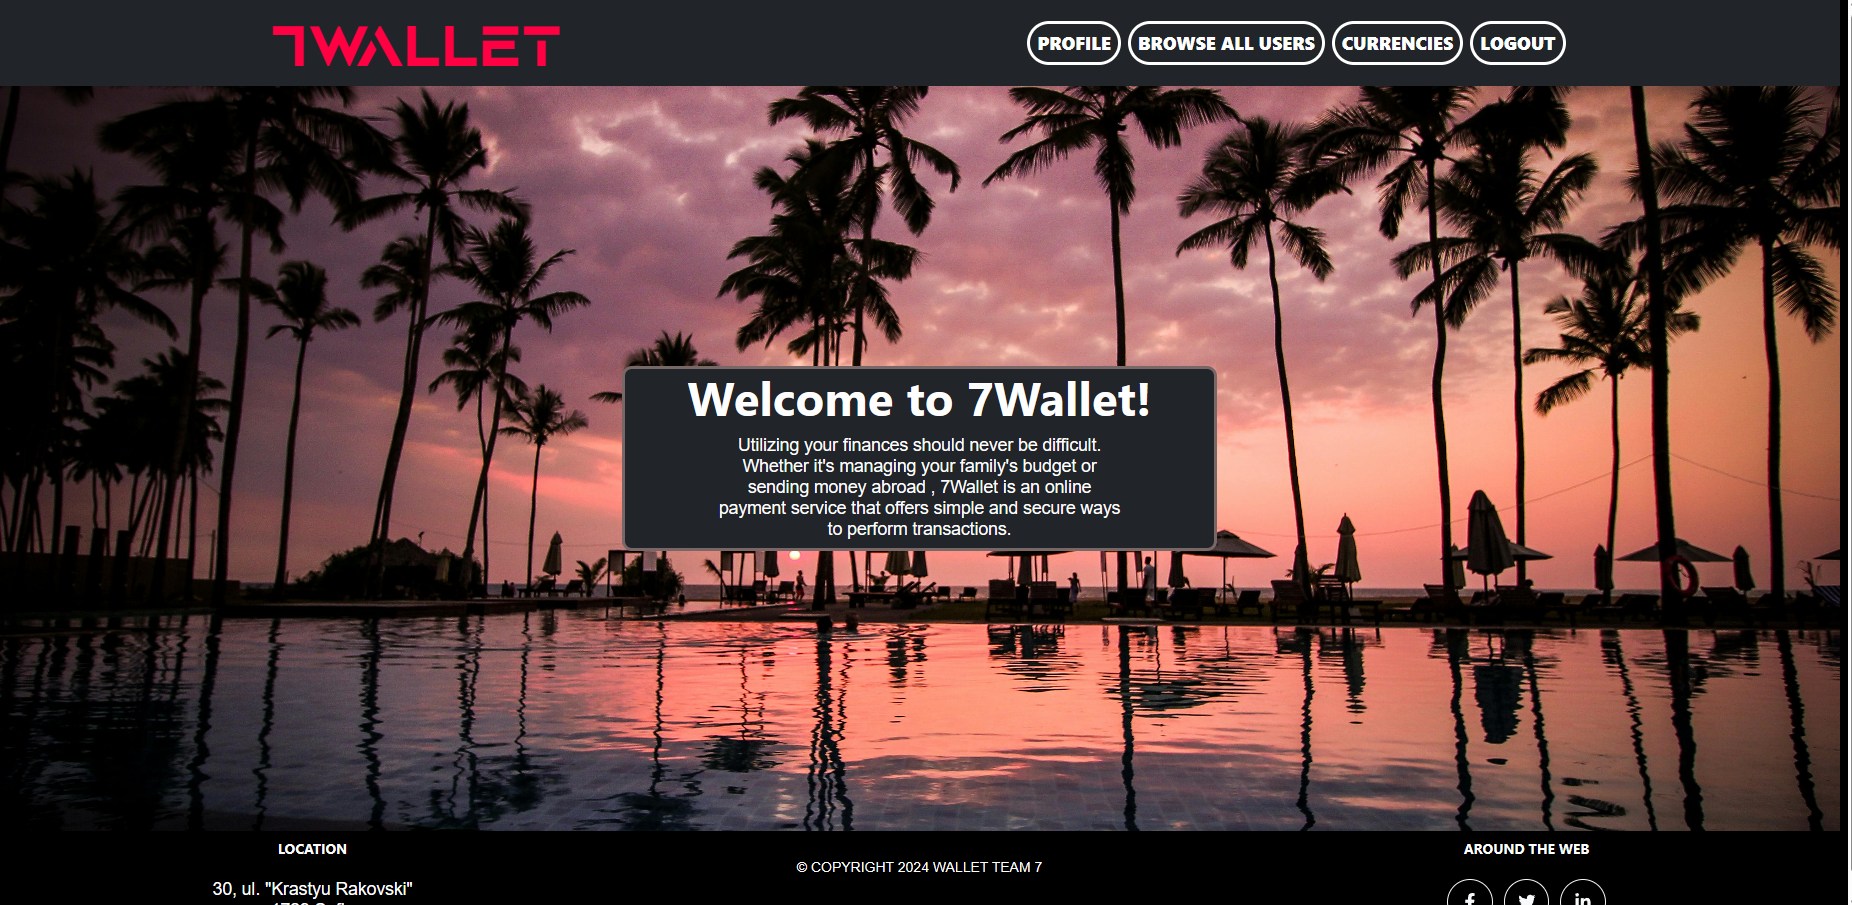 7WALLET
PROFILE
BROWSE ALL USERS
CURRENCIES
LOGOUT
Welcome to 7Wallet!
Utilizing your finances should never be difficult.
Whether it's managing your family's budget or
sending money abroad , 7Wallet is an online
payment service that offers simple and secure ways
to perform transactions.
LOCATION
© COPYRIGHT 2024 WALLET TEAM 7
AROUND THE WEB
30, ul. "Krastyu Rakovski"